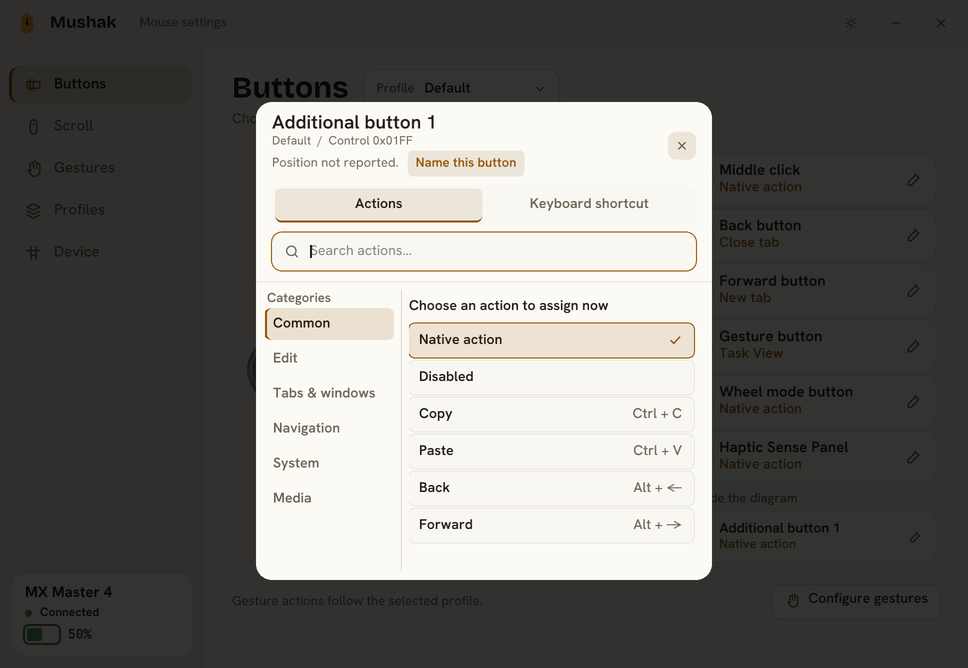 Mushak
Mouse settings
Buttons
Scroll
Gestures
Profiles
Device
MX Master 4
Connected
50%
Buttons
Profile Default
Additional button 1
Default / Control 0x01FF
Position not reported.
Name this button
Actions
Keyboard shortcut
Search actions...
Categories
Common
Edit
Tabs & windows
Navigation
System
Media
Choose an action to assign now
Native action
Disabled
Copy Ctrl + C
Paste Ctrl + V
Back Alt + ←
Forward Alt + →
Middle click
Native action
Back button
Close tab
Forward button
New tab
Gesture button
Task View
Wheel mode button
Native action
Haptic Sense Panel
Native action
the diagram
Additional button 1
Native action
Gesture actions follow the selected profile.
Configure gestures